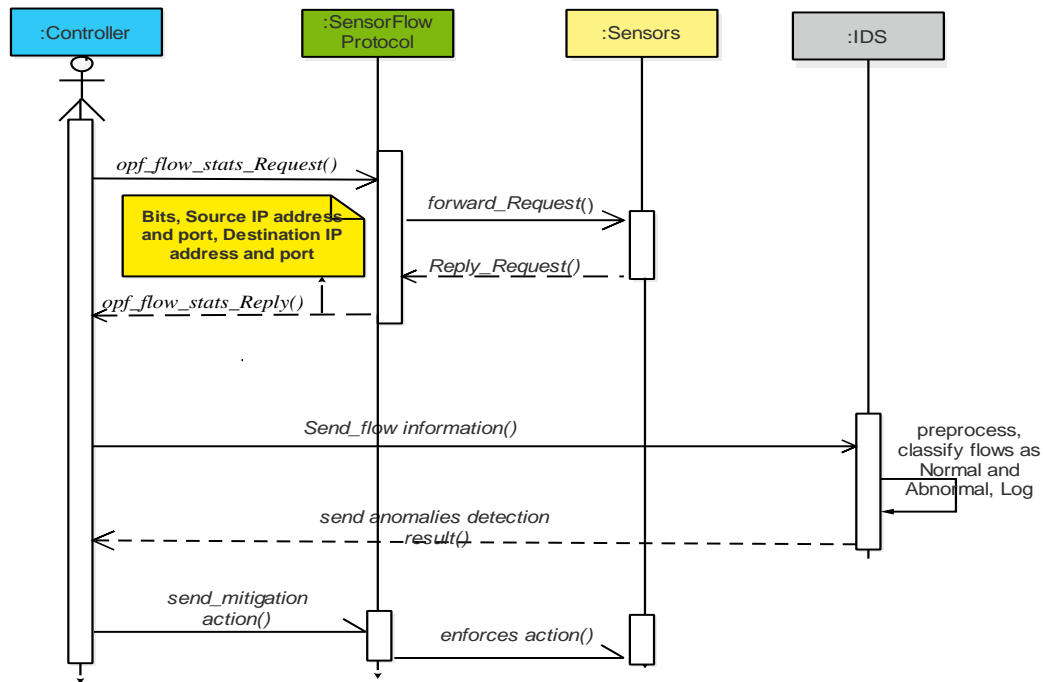 :Controller
:SensorFlow
Protocol
:Sensors
:IDS
opf_flow_stats_Request()
forward_Request()
Bits, Source IP address
and port, Destination IP
address and port
Reply_Request()
opf_flow_stats_Reply()
Send_flow information()
preprocess,
classify flows as
Normal and
Abnormal, Log
send anomalies detection
result()
send_mitigation
action()
enforces action()